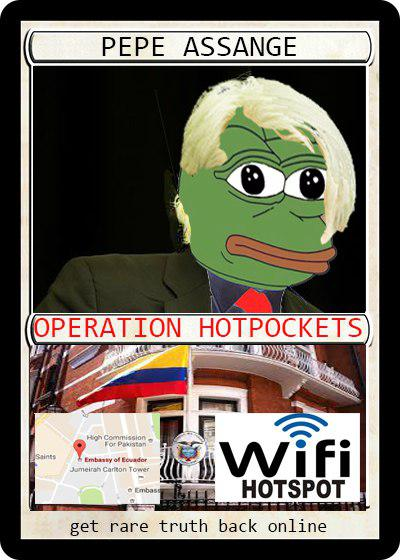 PEPE ASSANGE
OPERATION HOTPOCKETS
High Commission
For Pakistan
Saints
Embassy of Ecuador
Jumeirah Carlton Tower
Embass
Wifi
HOTSPOT
get rare truth back online